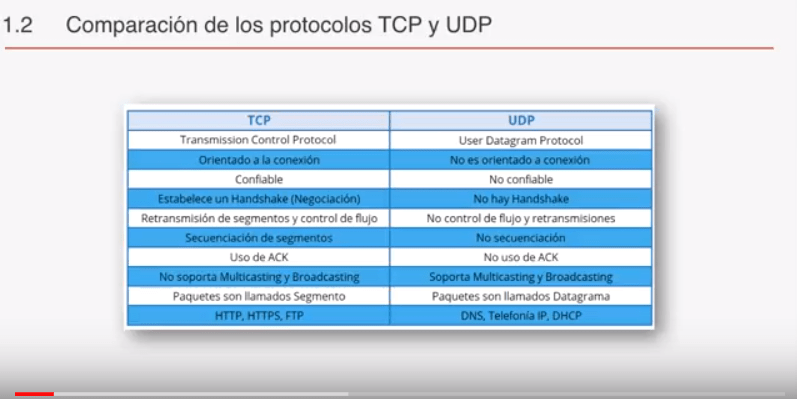 1.2 Comparación de los protocolos TCP y UDP
TCP UDP
Transmission Control Protocol User Datagram Protocol
Orientado a la conexión No es orientado a conexión
Confiable No confiable
Estabelece un Handshake (Negociación) No hay Handshake
Retransmisión de segmentos y control de flujo No control de flujo y retransmisiones
Secuenciación de segmentos No secuenciación
Uso de ACK No uso de ACK
No soporta Multicasting y Broadcasting Soporta Multicasting y Broadcasting
Paquetes son llamados Segmento Paquetes son llamados Datagrama
HTTP, HTTPS, FTP DNS, Telefonía IP, DHCP